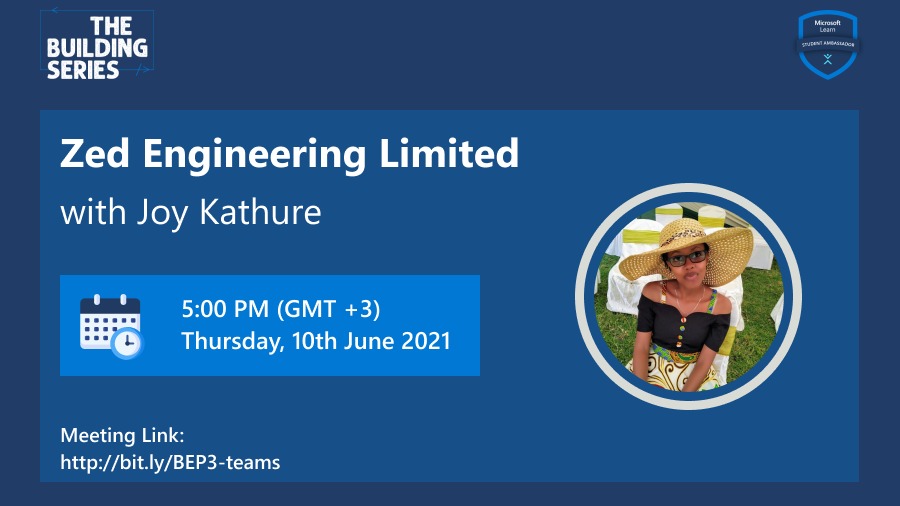 THE
BUILDING
SERIES
Microsoft
Learn
STUDENT AMBASSADOR
Zed Engineering Limited
with Joy Kathure
5:00 PM (GMT +3)
Thursday, 10th June 2021
Meeting Link:
http://bit.ly/BEP3-teams